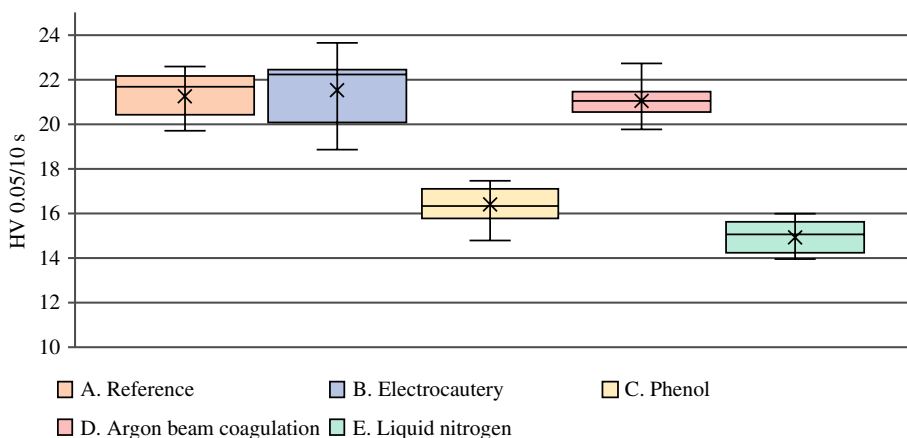 24
22
20
18
16
14
12
10
HV 0.05/10 s
A. Reference
B. Electrocautery
C. Phenol
D. Argon beam coagulation
E. Liquid nitrogen